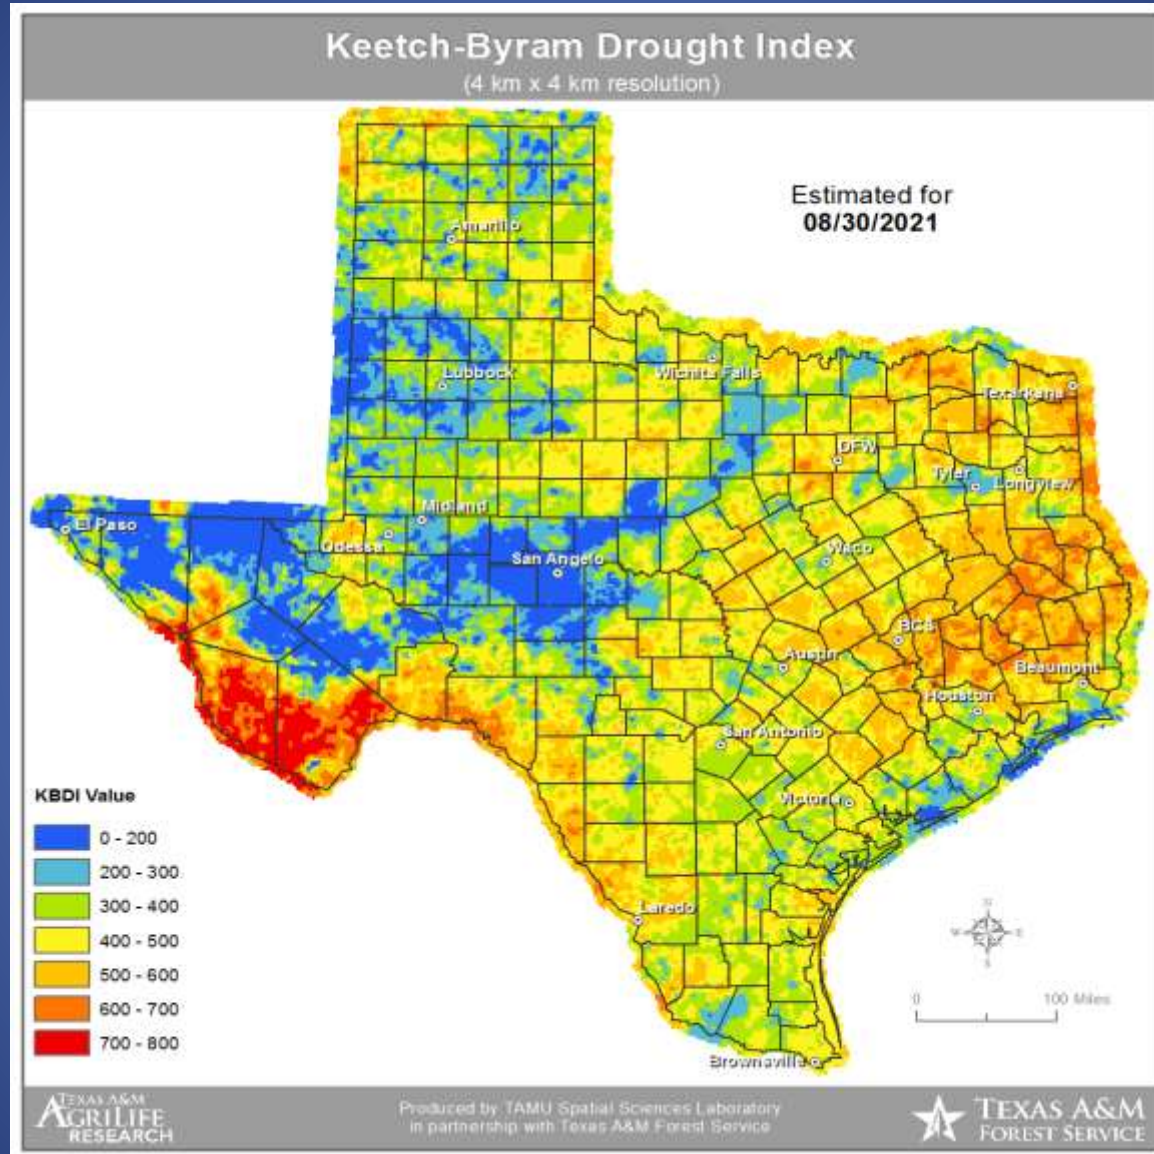 Keetch-Byram Drought Index
(4 km x 4 km resolution)
Estimated for
08/30/2021
Amarillo
Lubbock
Wichita Falls
Texarkana
DFW
Tyler
Longview
El Paso
Midland
Odessa
San Angelo
Waco
BCS
Austin
Beaumont
Houston
San Antonio
Victoria
Laredo
Brownsville
KBDI Value
0 - 200
200 - 300
300 - 400
400 - 500
500 - 600
600 - 700
700 - 800
N
W E
S
0 100 Miles
TEXAS A&M
AGRILIFE
RESEARCH
Produced by TAMU Spatial Sciences Laboratory
in partnership with Texas A&M Forest Service
TEXAS A&M
FOREST SERVICE